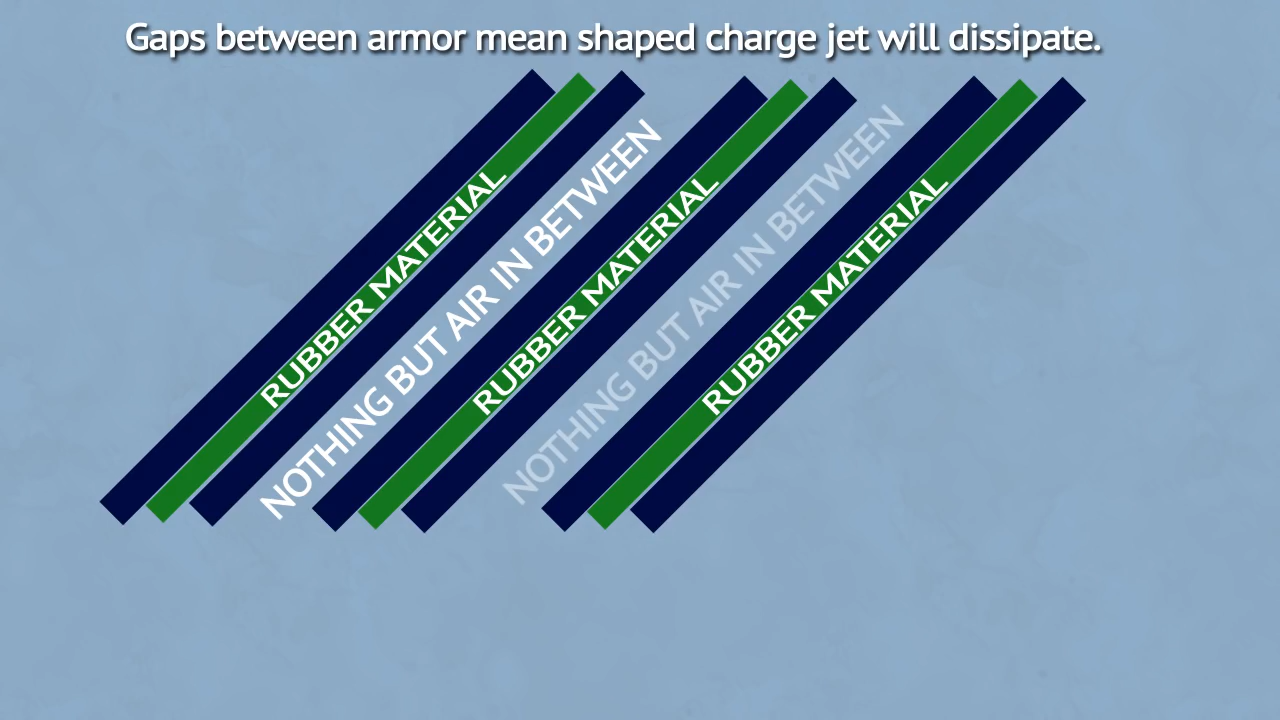 Gaps between armor mean shaped charge jet will dissipate.
RUBBER MATERIAL
NOTHING BUT AIR IN BETWEEN
RUBBER MATERIAL
NOTHING BUT AIR IN BETWEEN
RUBBER MATERIAL